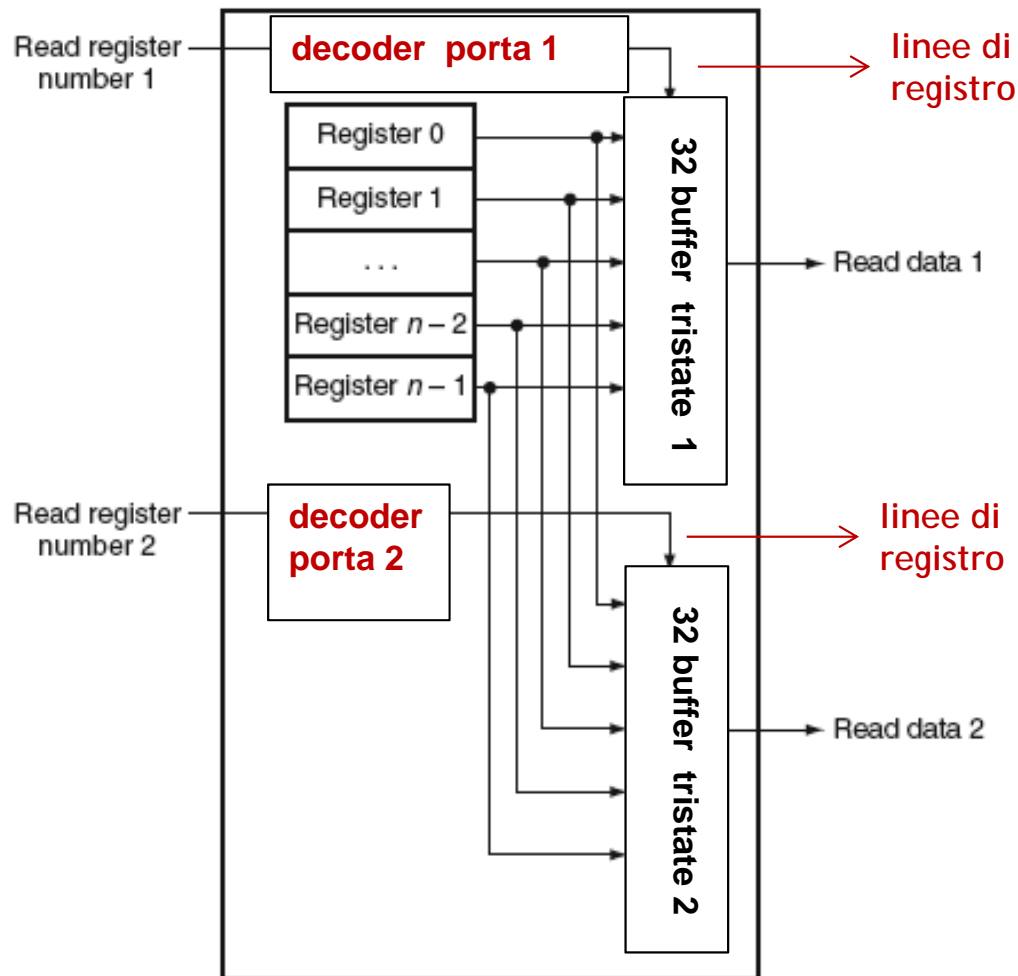 Read register
number 1
decoder porta 1
linee di
registro
Register 0
Register 1
. . .
Register n – 2
Register n – 1
32 buffer tristate 1
Read data 1
Read register
number 2
decoder
porta 2
linee di
registro
32 buffer tristate 2
Read data 2